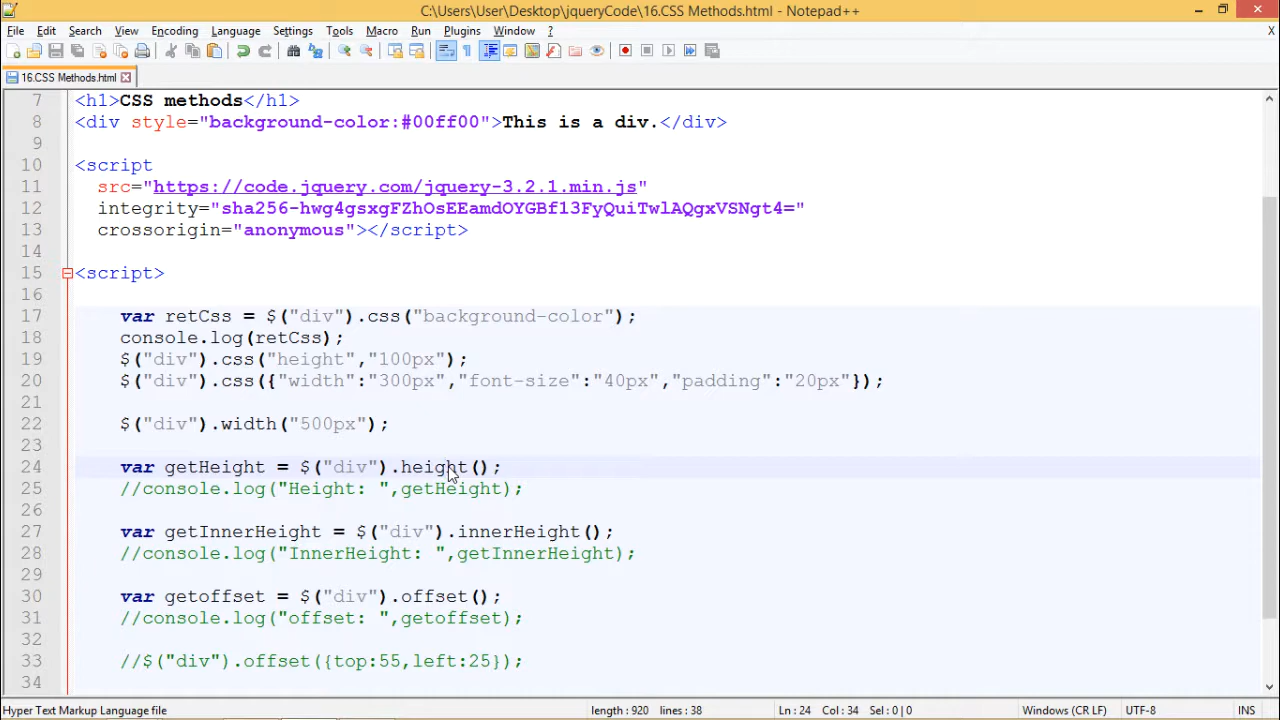 C:\Users\User\Desktop\jqueryCode\16.CSS Methods.html - Notepad++
File Edit Search View Encoding Language Settings Tools Macro Run Plugins Window ? X
16.CSS Methods.html
7 <h1>CSS methods</h1>
8 <div style="background-color:#00ff00">This is a div.</div>
9
10 <script
11 src="https://code.jquery.com/jquery-3.2.1.min.js"
12 integrity="sha256-hwg4gsxgFZhOsEEamdOYGBf13FyQuiTwlAQgxVSNgt4="
13 crossorigin="anonymous"></script>
14
15 <script>
16
17 var retCss = $("div").css("background-color");
18 console.log(retCss);
19 $("div").css("height","100px");
20 $("div").css({"width":"300px","font-size":"40px","padding":"20px"});
21
22 $("div").width("500px");
23
24 var getHeight = $("div").height();
25 //console.log("Height: ",getHeight);
26
27 var getInnerHeight = $("div").innerHeight();
28 //console.log("InnerHeight: ",getInnerHeight);
29
30 var getoffset = $("div").offset();
31 //console.log("offset: ",getoffset);
32
33 //$("div").offset({top:55,left:25});
34
Hyper Text Markup Language file length : 920 lines : 38 Ln : 24 Col : 34 Sel : 0 | 0 Windows (CR LF) UTF-8 INS